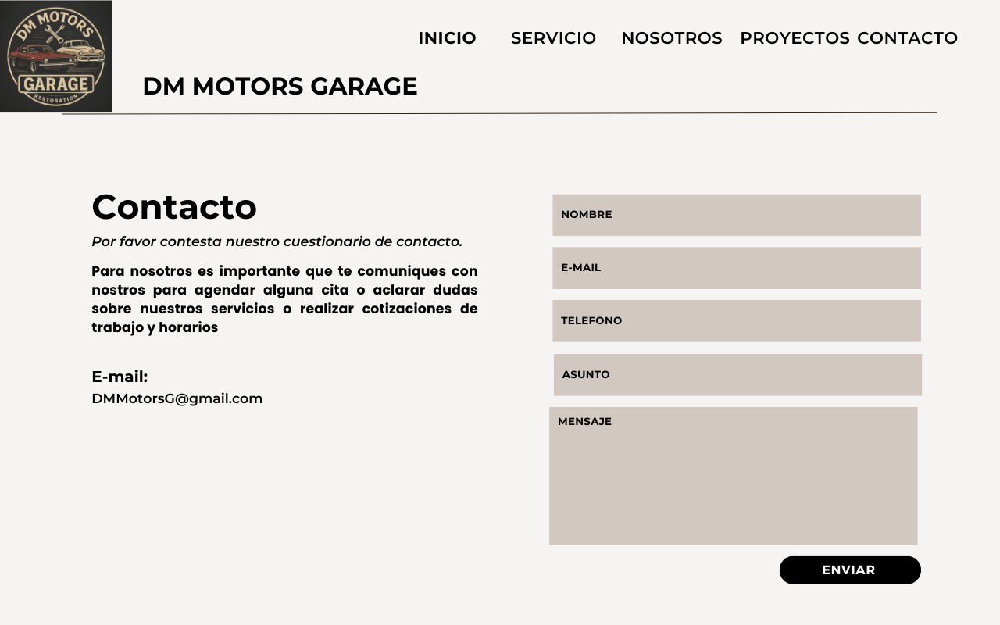 DM MOTORS
GARAGE
RESTORATION
INICIO SERVICIO NOSOTROS PROYECTOS CONTACTO
DM MOTORS GARAGE
Contacto
Por favor contesta nuestro cuestionario de contacto.
Para nosotros es importante que te comuniques con
nostros para agendar alguna cita o aclarar dudas
sobre nuestros servicios o realizar cotizaciones de
trabajo y horarios
E-mail:
DMMotorsG@gmail.com
NOMBRE
E-MAIL
TELEFONO
ASUNTO
MENSAJE
ENVIAR